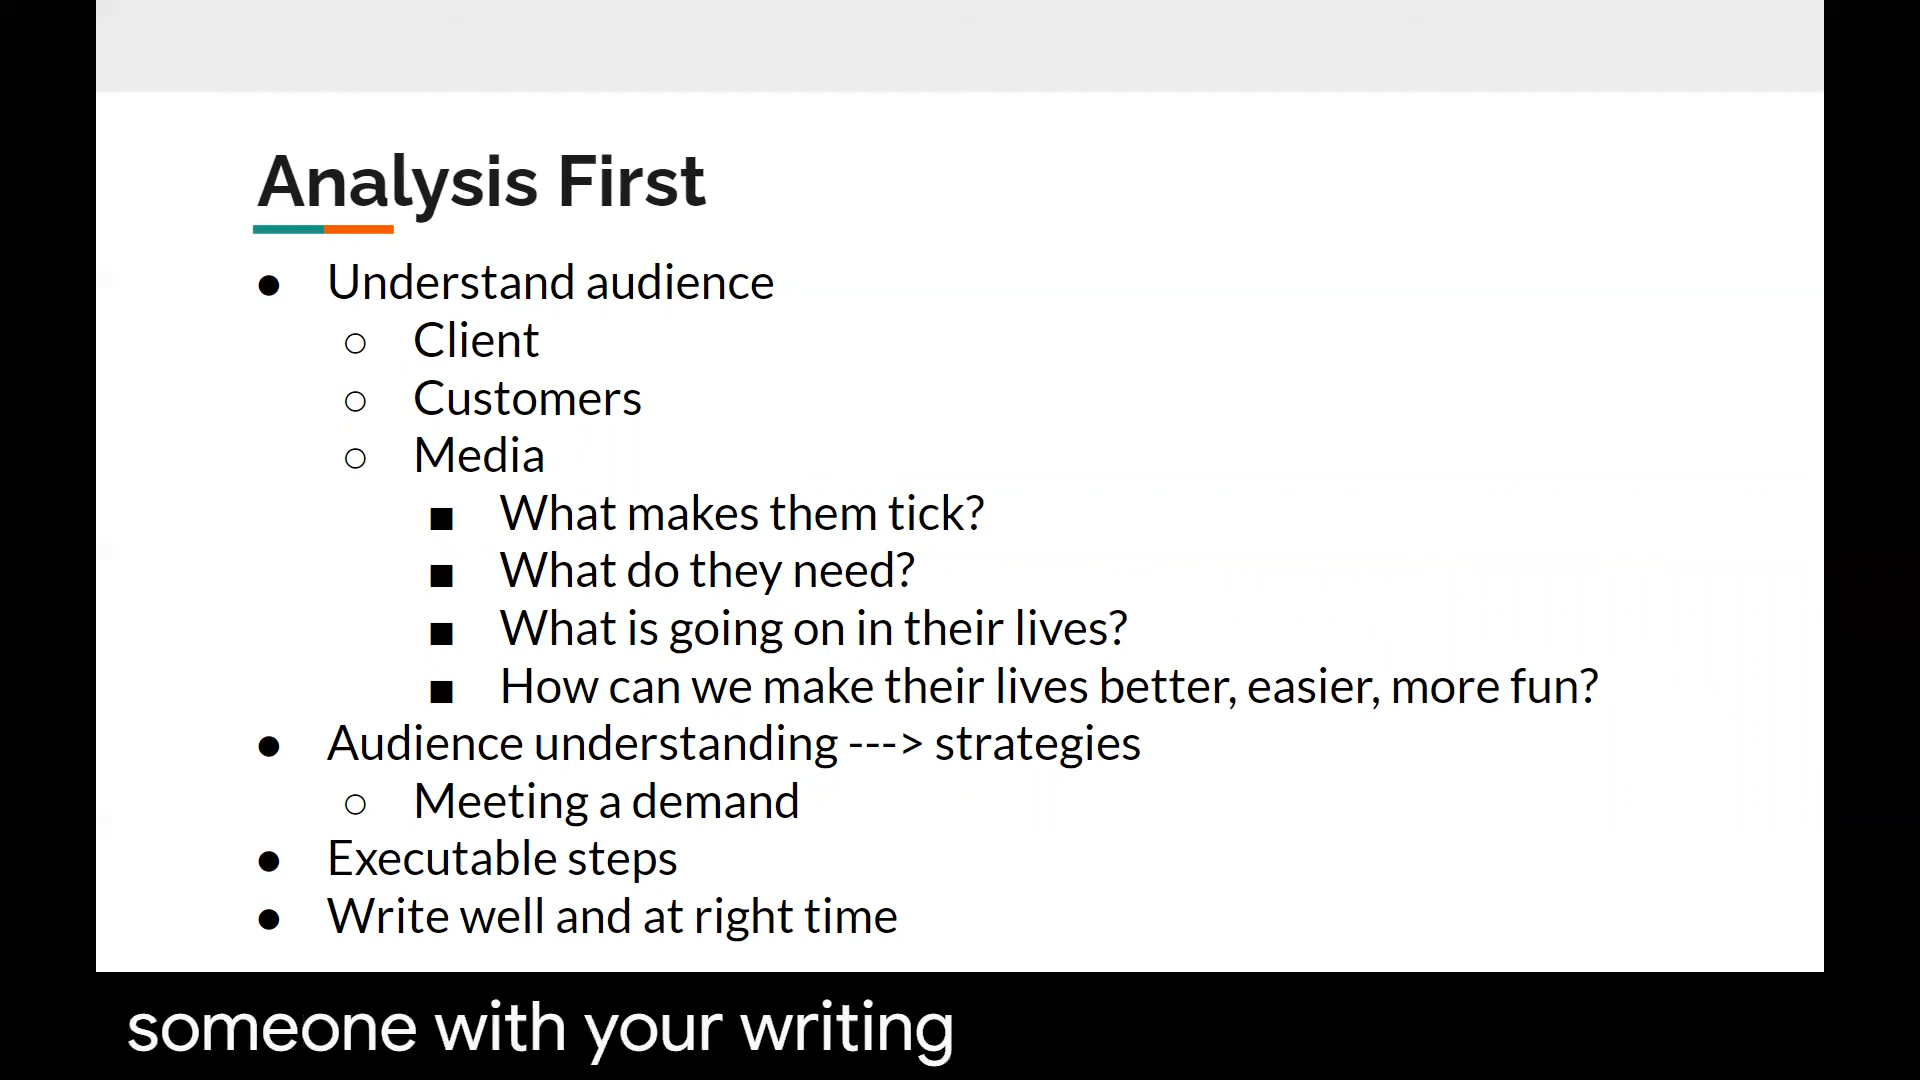 Analysis First
● Understand audience
○ Client
○ Customers
○ Media
■ What makes them tick?
■ What do they need?
■ What is going on in their lives?
■ How can we make their lives better, easier, more fun?
● Audience understanding ---> strategies
○ Meeting a demand
● Executable steps
● Write well and at right time
someone with your writing